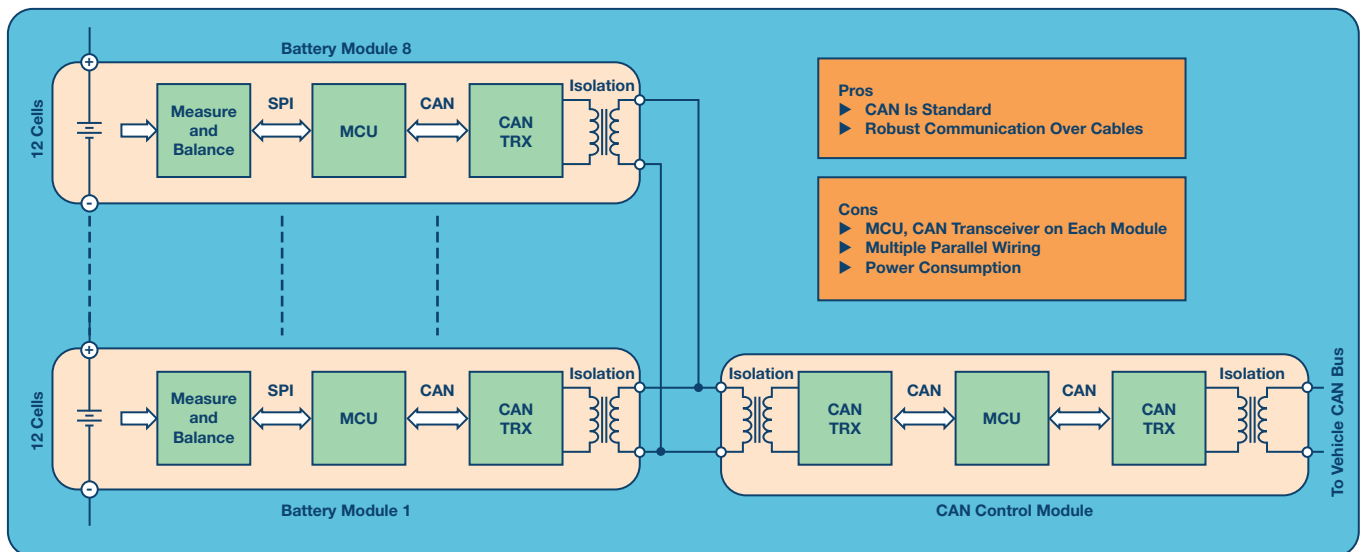 Battery Module 8
12 Cells
+
-
Measure
and
Balance
SPI
MCU
CAN
CAN
TRX
Isolation
Pros
▶ CAN Is Standard
▶ Robust Communication Over Cables
Cons
▶ MCU, CAN Transceiver on Each Module
▶ Multiple Parallel Wiring
▶ Power Consumption
12 Cells
+
-
Measure
and
Balance
SPI
MCU
CAN
CAN
TRX
Isolation
Battery Module 1
Isolation
CAN
TRX
CAN
MCU
CAN
CAN
TRX
Isolation
To Vehicle CAN Bus
CAN Control Module